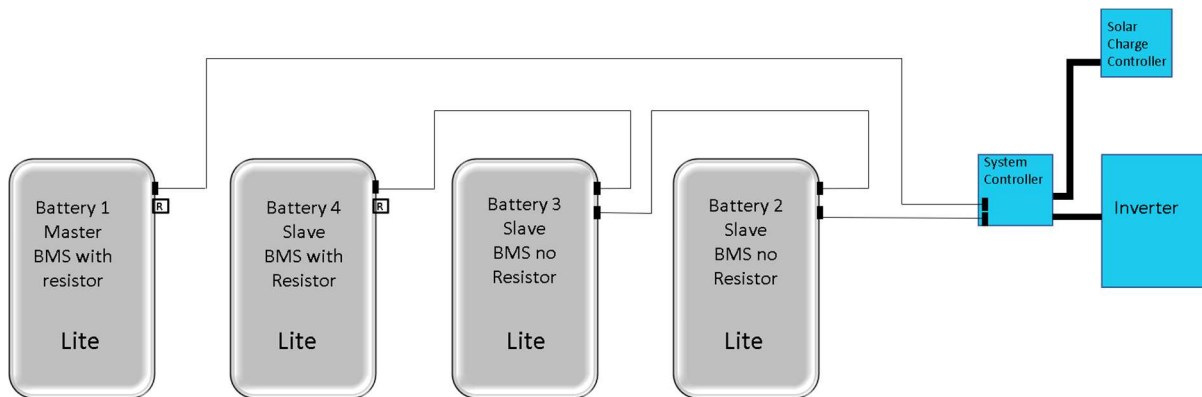 Solar
Charge
Controller
Battery 1
Master
BMS with
resistor
Lite
R
Battery 4
Slave
BMS with
Resistor
Lite
R
Battery 3
Slave
BMS no
Resistor
Lite
Battery 2
Slave
BMS no
Resistor
Lite
System
Controller
Inverter